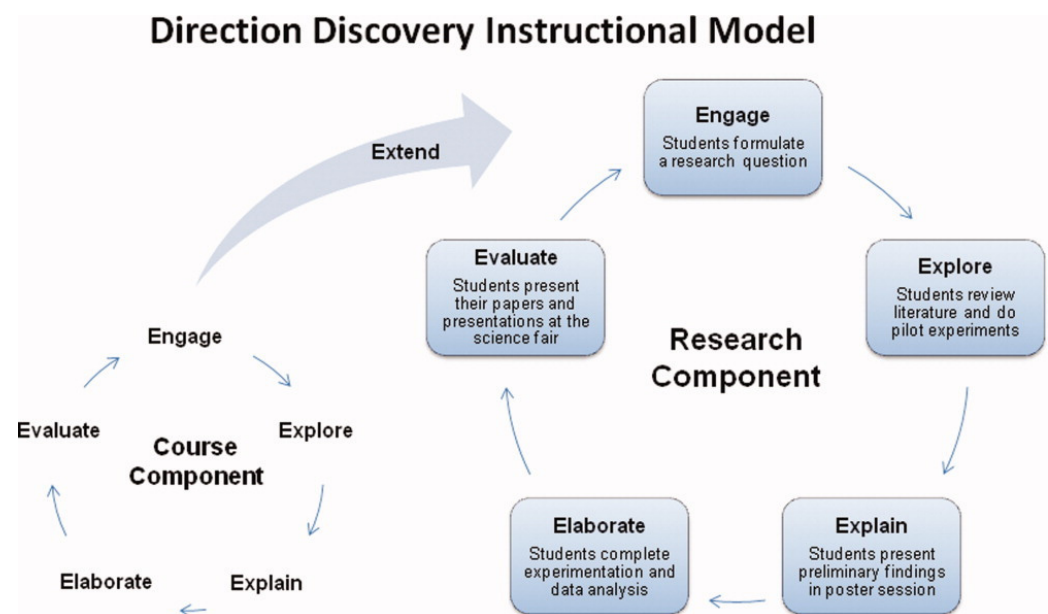 Direction Discovery Instructional Model
Extend
Engage
Students formulate
a research question
Explore
Students review
literature and do
pilot experiments
Explain
Students present
preliminary findings
in poster session
Elaborate
Students complete
experimentation and
data analysis
Evaluate
Students present
their papers and
presentations at the
science fair
Research
Component
Engage
Explore
Explain
Elaborate
Evaluate
Course
Component